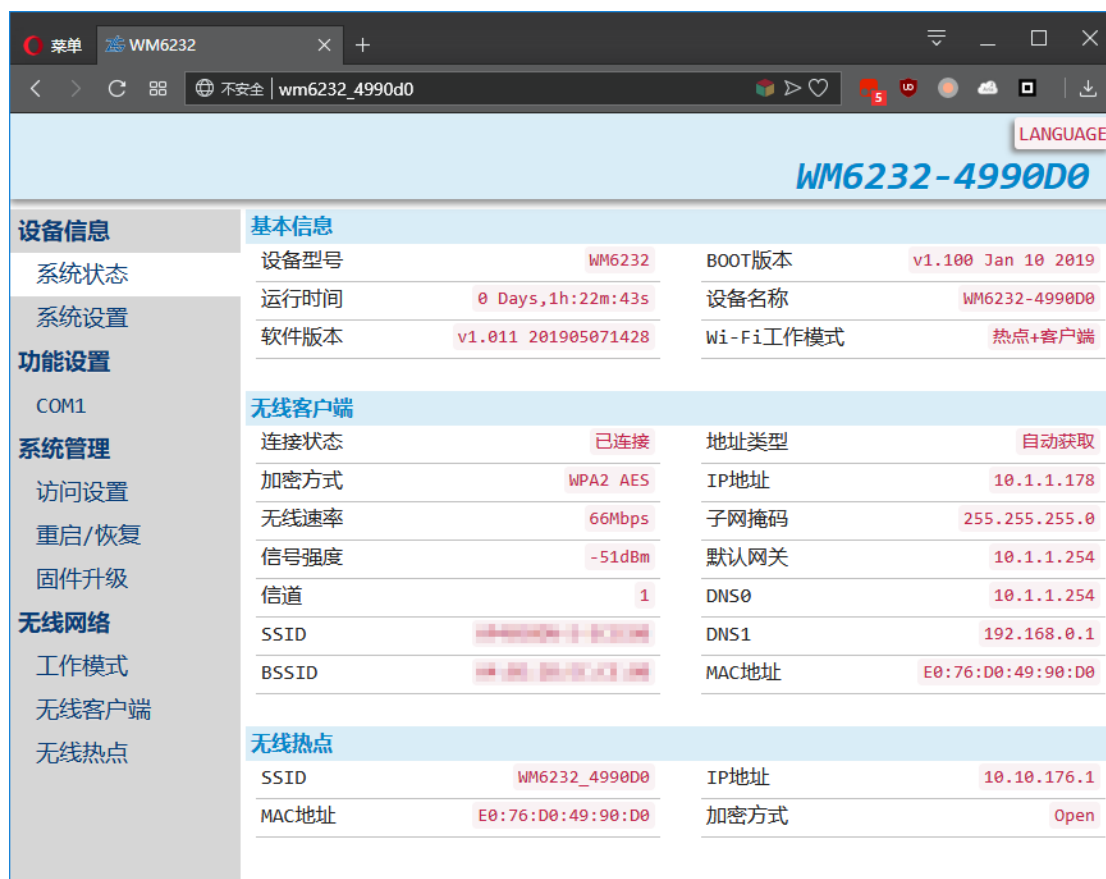 菜单
WM6232
不安全
wm6232_4990d0
5
LANGUAGE
WM6232-4990D0
设备信息
系统状态
系统设置
功能设置
COM1
系统管理
访问设置
重启/恢复
固件升级
无线网络
工作模式
无线客户端
无线热点
基本信息
设备型号 WM6232 BOOT版本 v1.100 Jan 10 2019
运行时间 0 Days,1h:22m:43s 设备名称 WM6232-4990D0
软件版本 v1.011 201905071428 Wi-Fi工作模式 热点+客户端
无线客户端
连接状态 已连接 地址类型 自动获取
加密方式 WPA2 AES IP地址 10.1.1.178
无线速率 66Mbps 子网掩码 255.255.255.0
信号强度 -51dBm 默认网关 10.1.1.254
信道 1 DNS0 10.1.1.254
SSID DNS1 192.168.0.1
BSSID MAC地址 E0:76:D0:49:90:D0
无线热点
SSID WM6232_4990D0 IP地址 10.10.176.1
MAC地址 E0:76:D0:49:90:D0 加密方式 Open